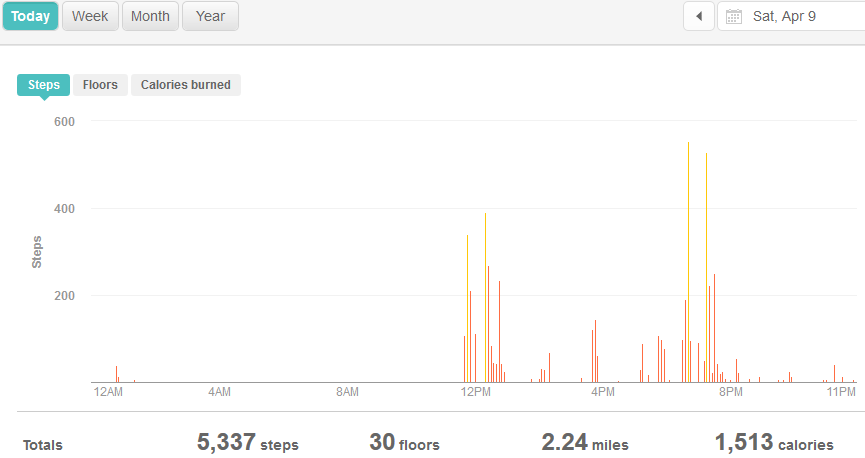 Today Week Month Year Sat, Apr 9
Steps Floors Calories burned
600
400
Steps
200
12AM 4AM 8AM 12PM 4PM 8PM 11PM
Totals 5,337 steps 30 floors 2.24 miles 1,513 calories